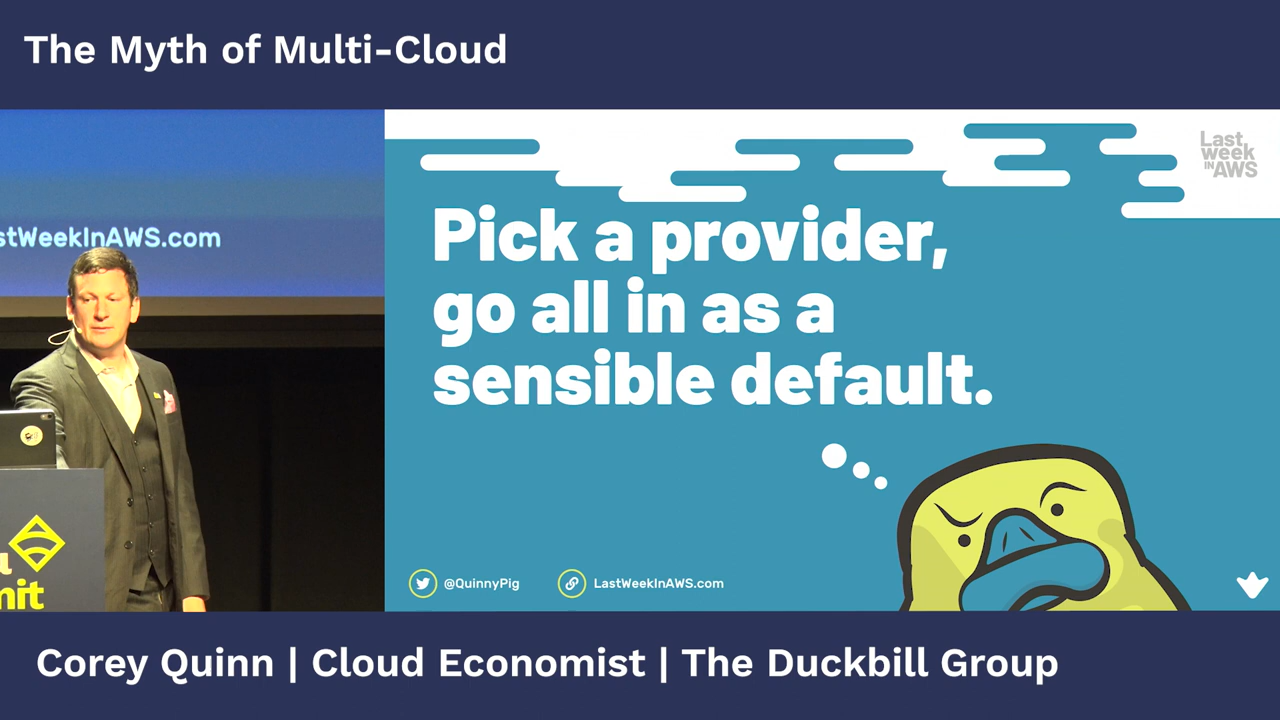 The Myth of Multi-Cloud
stWeekInAWS.com
Last
week
IN AWS
Pick a provider,
go all in as a
sensible default.
@QuinnyPig
LastWeekInAWS.com
Corey Quinn | Cloud Economist | The Duckbill Group